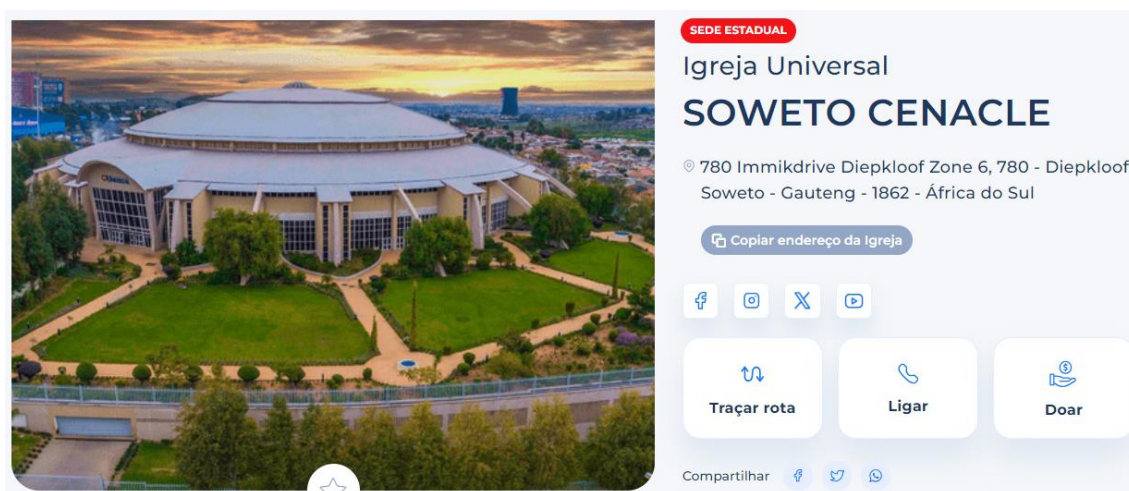 SEDE ESTADUAL
Igreja Universal
SOWETO CENACLE
780 Immikdrive Diepkloof Zone 6, 780 - Diepkloof
Soweto - Gauteng - 1862 - África do Sul
Copiar endereço da Igreja
Traçar rota
Ligar
Doar
Compartilhar